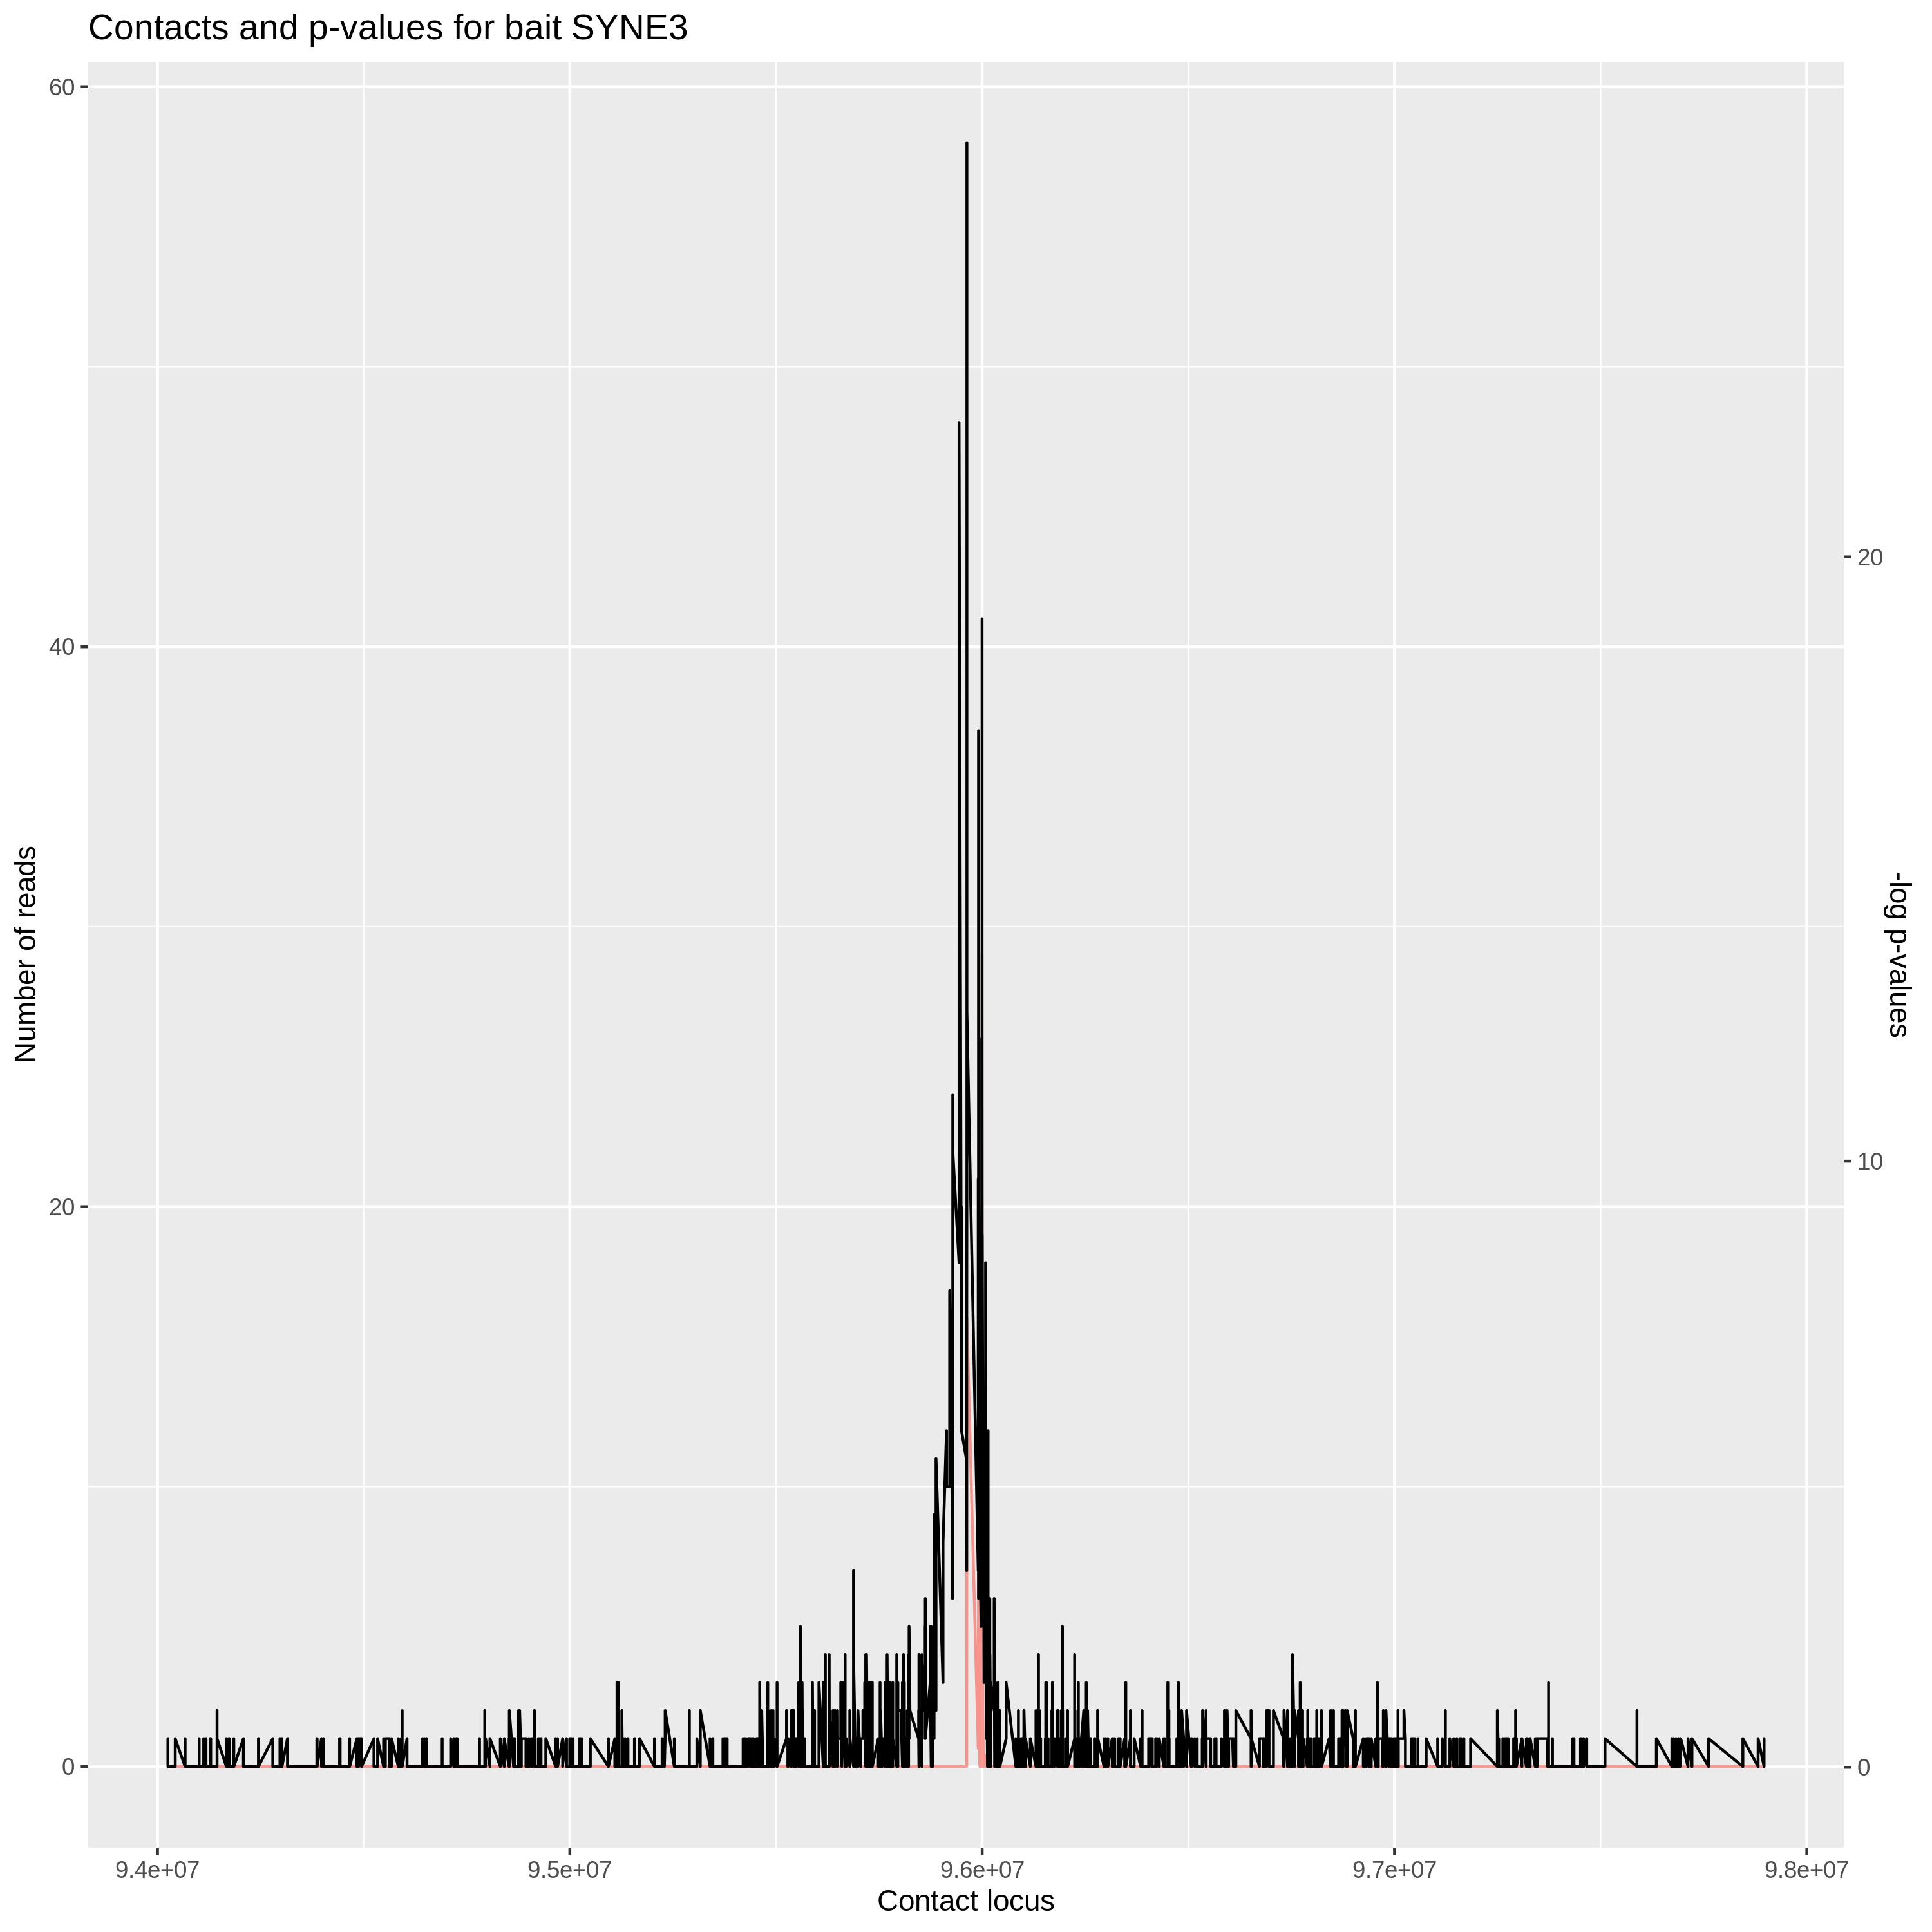 Contacts and p-values for bait SYNE3
60
40
20
0
Number of reads
20
10
0
-log p-values
9.4e+07 9.5e+07 9.6e+07 9.7e+07 9.8e+07
Contact locus